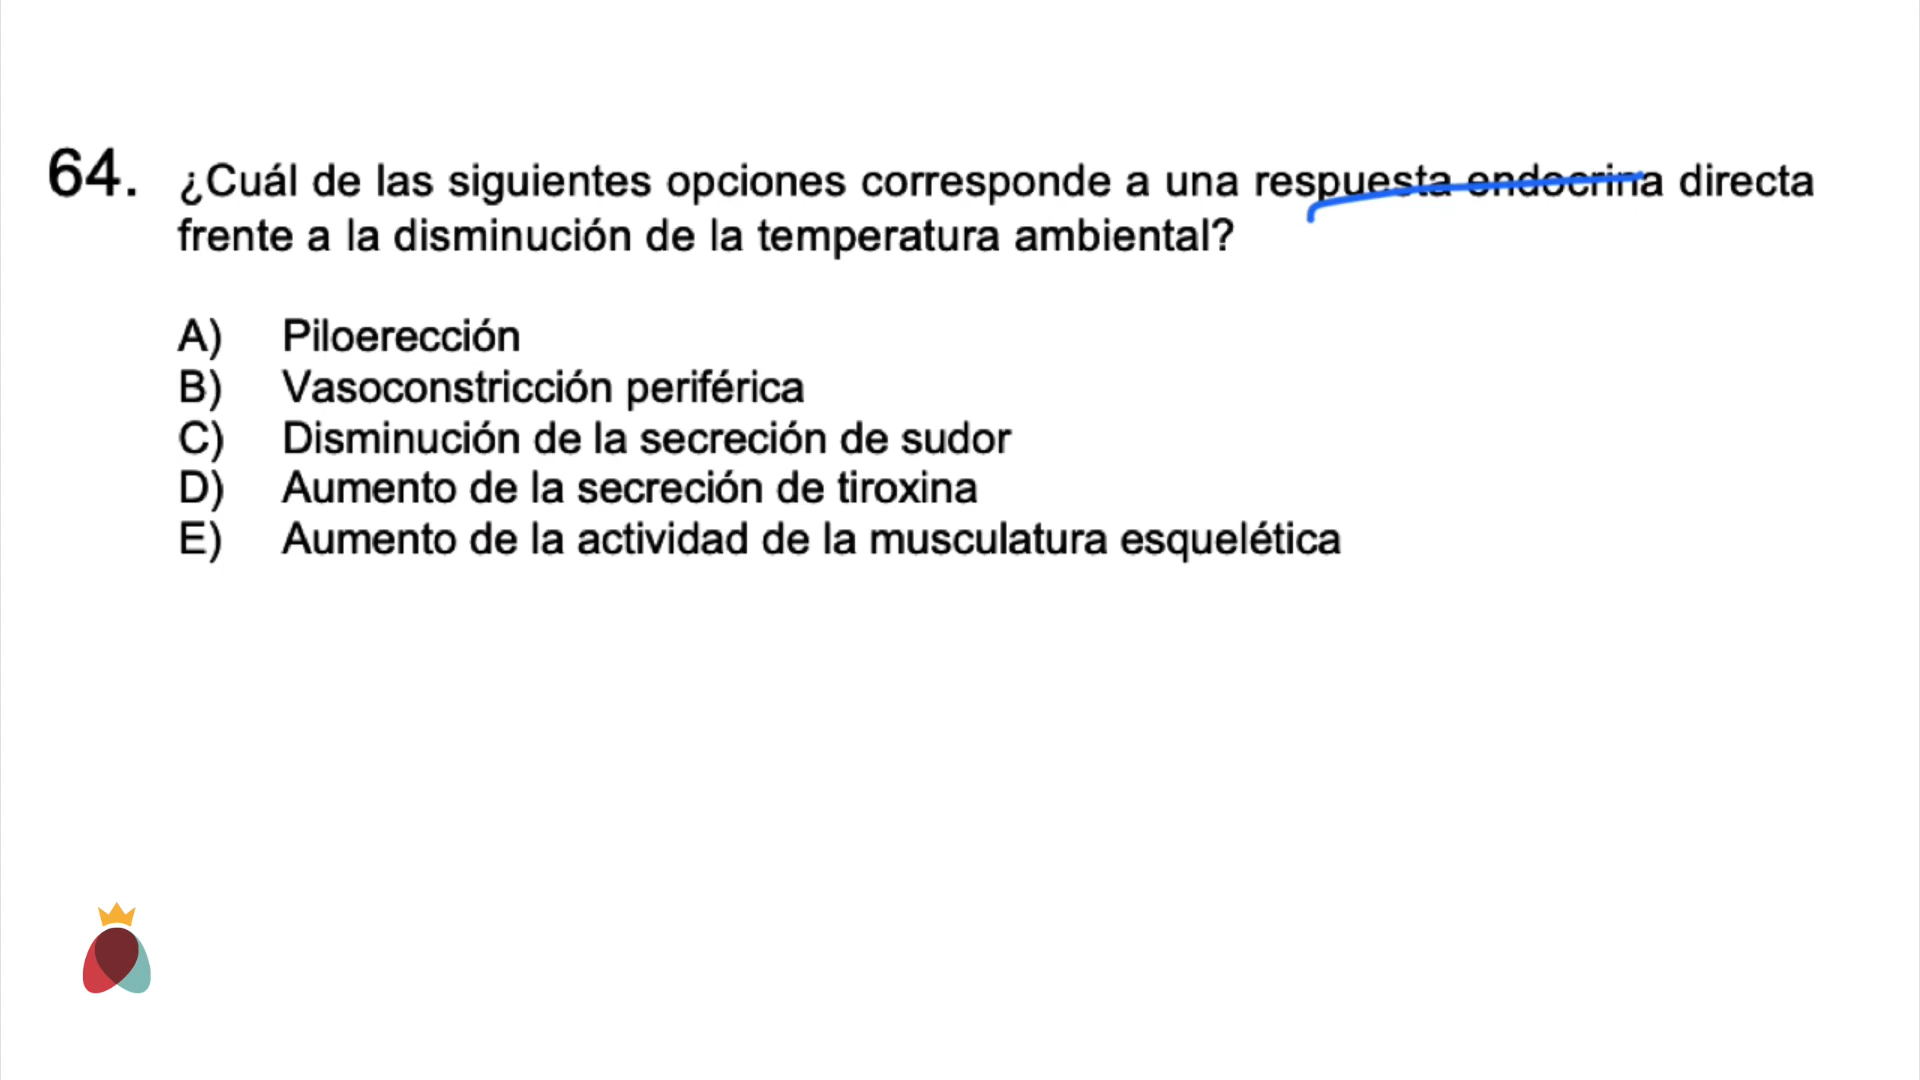 64. ¿Cuál de las siguientes opciones corresponde a una respuesta endocrina directa
frente a la disminución de la temperatura ambiental?
A) Piloerección
B) Vasoconstricción periférica
C) Disminución de la secreción de sudor
D) Aumento de la secreción de tiroxina
E) Aumento de la actividad de la musculatura esquelética